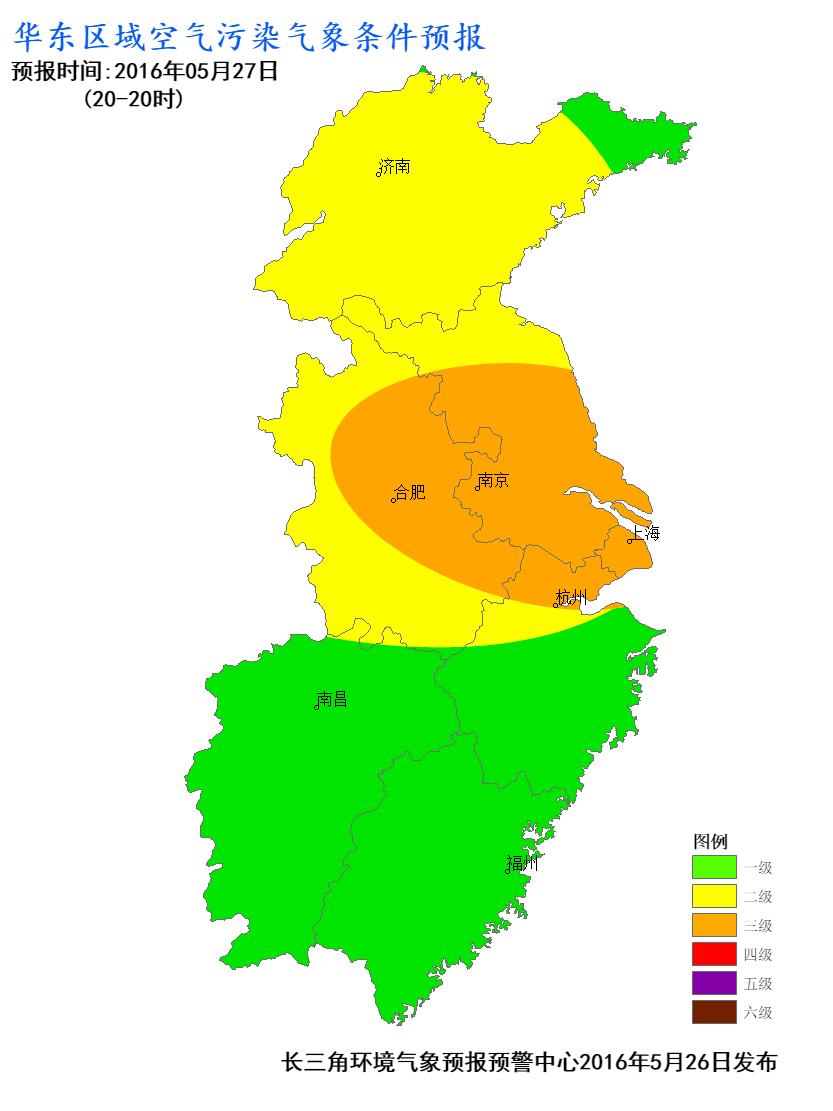 华东区域空气污染气象条件预报
预报时间:2016年05月27日
(20-20时)
济南
合肥
南京
上海
杭州
南昌
福州
图例
一级
二级
三级
四级
五级
六级
长三角环境气象预报预警中心2016年5月26日发布